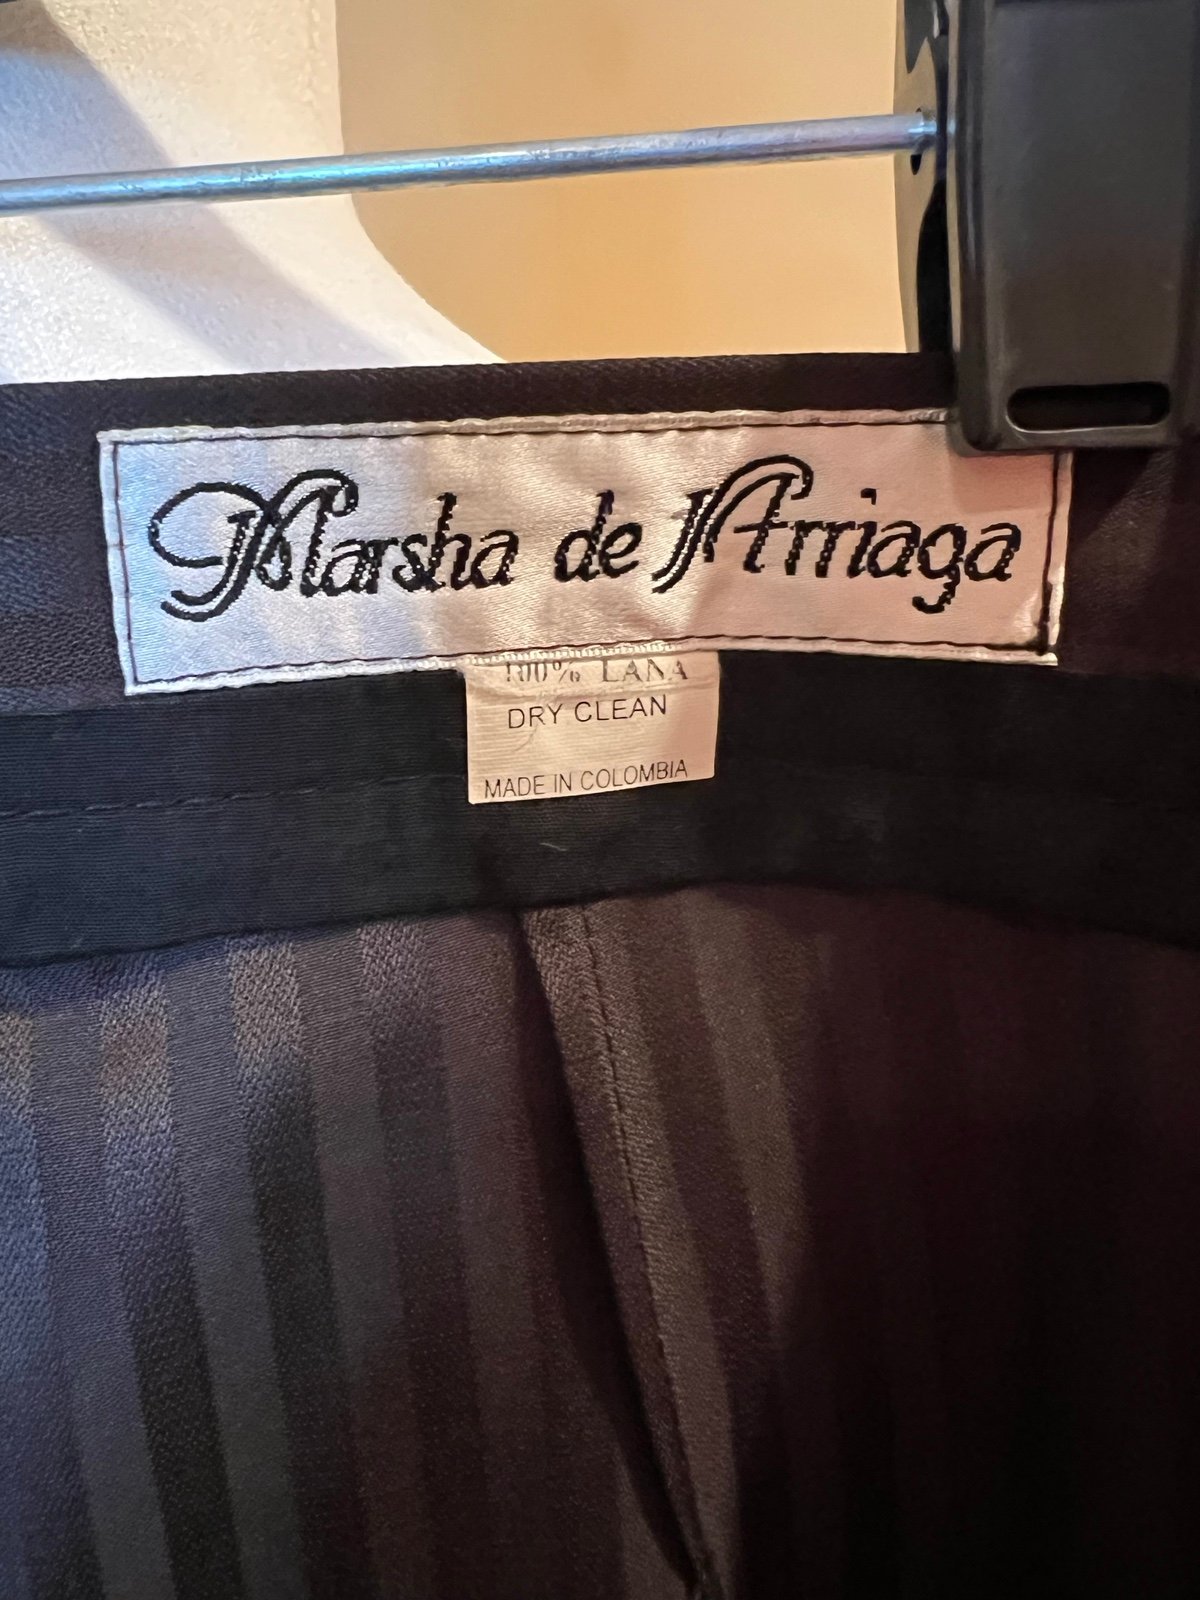 Marsha de Arriaga
100% LANA
DRY CLEAN
MADE IN COLOMBIA